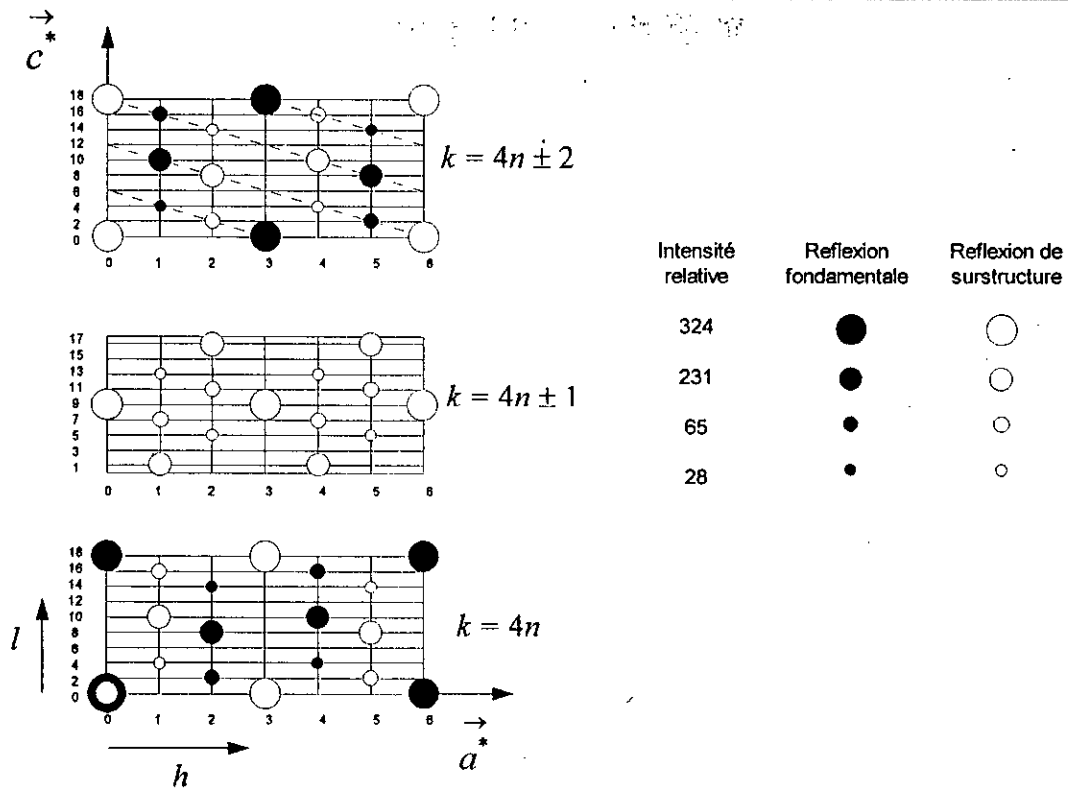 c*
18
16
14
12
10
8
6
4
2
0
0 1 2 3 4 5 6
k = 4n ± 2
17
15
13
11
9
7
5
3
1
0 1 2 3 4 5 6
k = 4n ± 1
18
16
14
12
10
8
6
4
2
0
0 1 2 3 4 5 6
k = 4n
l
h
a*
Intensité relative
Reflexion fondamentale
Reflexion de surstructure
324
231
65
28